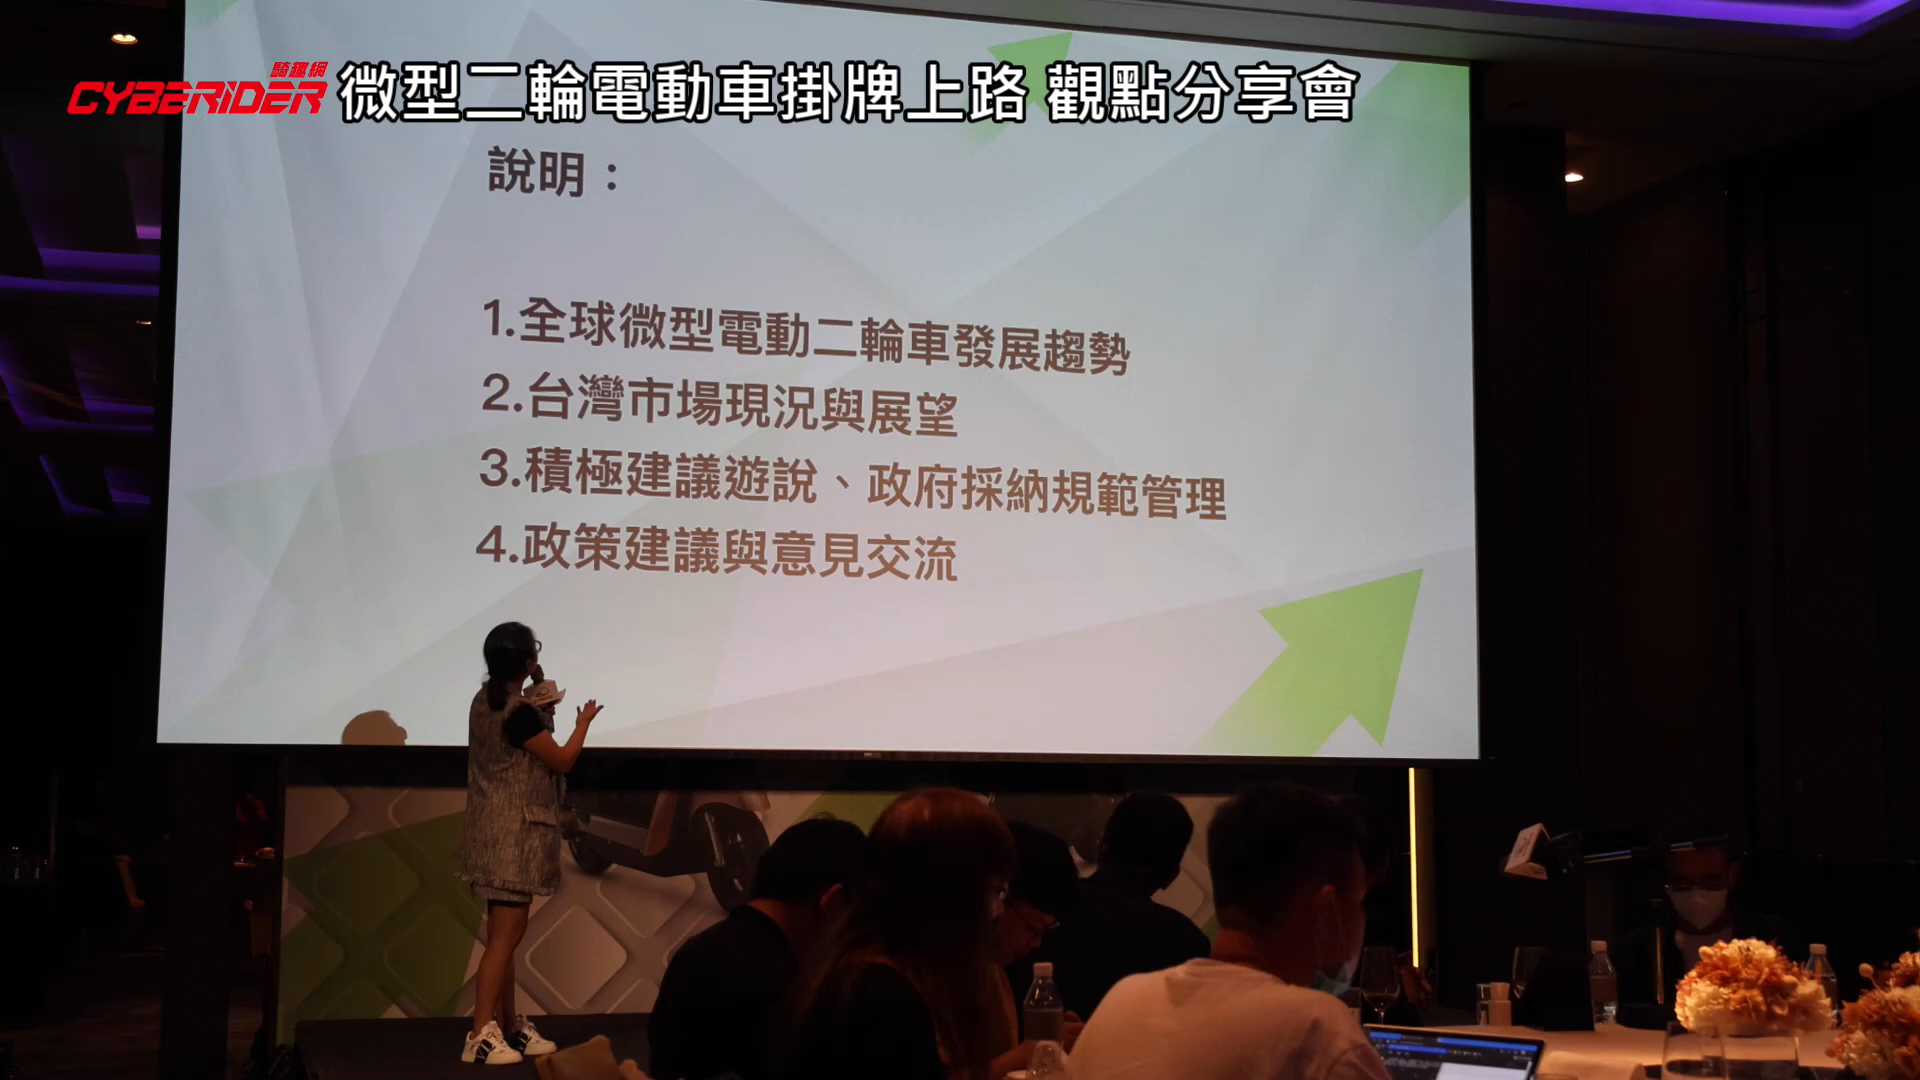 騎趣網
CYBERIDER 微型二輪電動車掛牌上路 觀點分享會
說明：
1.全球微型電動二輪車發展趨勢
2.台灣市場現況與展望
3.積極建議遊說、政府採納規範管理
4.政策建議與意見交流